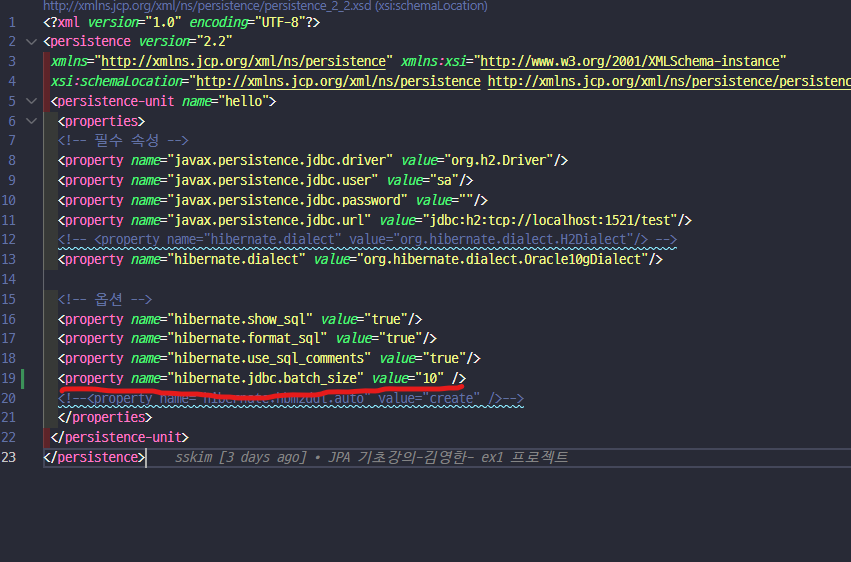 http://xmlns.jcp.org/xml/ns/persistence/persistence_2_2.xsd (xsi:schemaLocation)
1 <?xml version="1.0" encoding="UTF-8"?>
2 <persistence version="2.2"
3 xmlns="http://xmlns.jcp.org/xml/ns/persistence" xmlns:xsi="http://www.w3.org/2001/XMLSchema-instance"
4 xsi:schemaLocation="http://xmlns.jcp.org/xml/ns/persistence http://xmlns.jcp.org/xml/ns/persistence/persistenc
5 <persistence-unit name="hello">
6 <properties>
7 <!-- 필수 속성 -->
8 <property name="javax.persistence.jdbc.driver" value="org.h2.Driver"/>
9 <property name="javax.persistence.jdbc.user" value="sa"/>
10 <property name="javax.persistence.jdbc.password" value=""/>
11 <property name="javax.persistence.jdbc.url" value="jdbc:h2:tcp://localhost:1521/test"/>
12 <!-- <property name="hibernate.dialect" value="org.hibernate.dialect.H2Dialect"/> -->
13 <property name="hibernate.dialect" value="org.hibernate.dialect.Oracle10gDialect"/>
14
15 <!-- 옵션 -->
16 <property name="hibernate.show_sql" value="true"/>
17 <property name="hibernate.format_sql" value="true"/>
18 <property name="hibernate.use_sql_comments" value="true"/>
19 <property name="hibernate.jdbc.batch_size" value="10" />
20 <!--<property name="hibernate.hbm2ddl.auto" value="create" />-->
21 </properties>
22 </persistence-unit>
23 </persistence> sskim [3 days ago] • JPA 기초강의-김영한- ex1 프로젝트